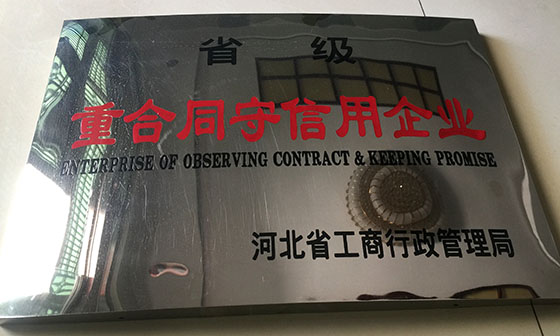 省级
重合同守信用企业
ENTERPRISE OF OBSERVING CONTRACT & KEEPING PROMISE
河北省工商行政管理局